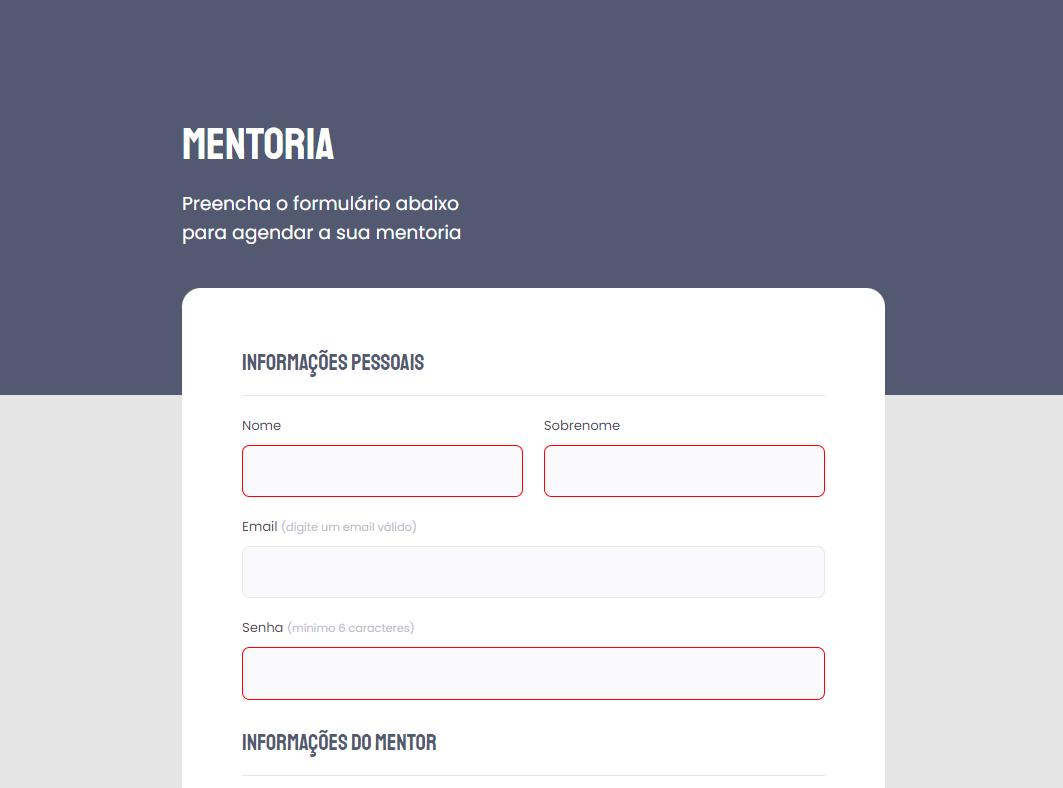 MENTORIA
Preencha o formulário abaixo
para agendar a sua mentoria
INFORMAÇÕES PESSOAIS
Nome
Sobrenome
Email (digite um email válido)
Senha (mínimo 6 caracteres)
INFORMAÇÕES DO MENTOR